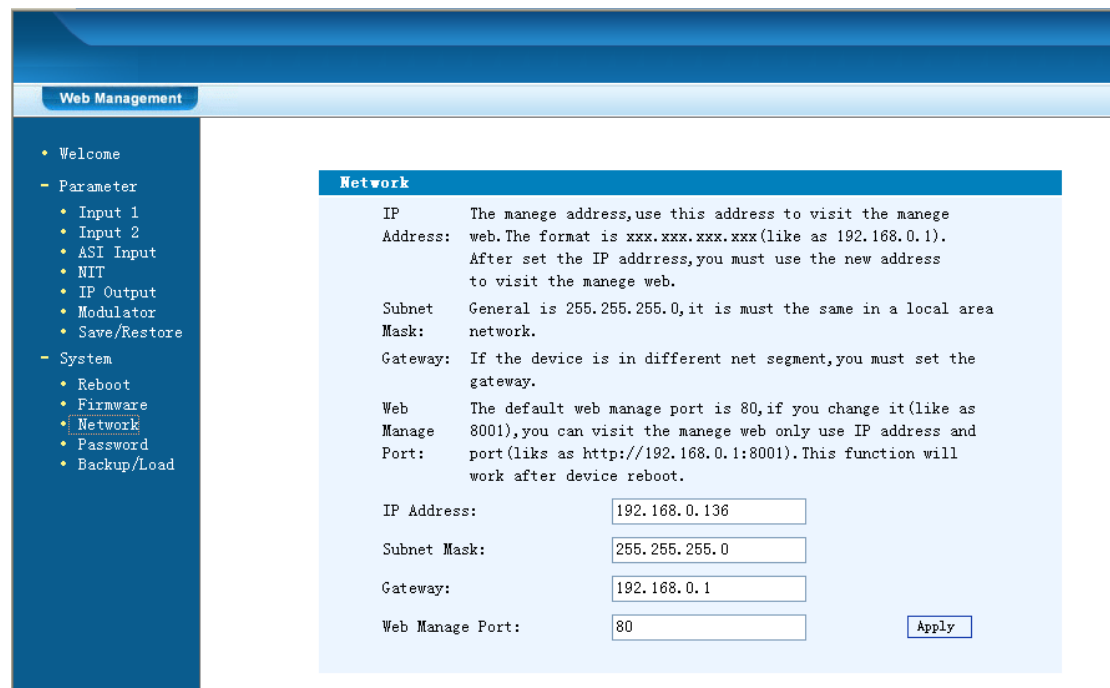 Web Management
Welcome
Parameter
Input 1
Input 2
ASI Input
NIT
IP Output
Modulator
Save/Restore
System
Reboot
Firmware
Network
Password
Backup/Load
Network
IP Address: The manege address,use this address to visit the manege
web.The format is xxx.xxx.xxx.xxx(like as 192.168.0.1).
After set the IP addrress,you must use the new address
to visit the manege web.
Subnet Mask: General is 255.255.255.0,it is must the same in a local area
network.
Gateway: If the device is in different net segment,you must set the
gateway.
Web Manage Port: The default web manage port is 80,if you change it(like as
8001),you can visit the manege web only use IP address and
port(liks as http://192.168.0.1:8001).This function will
work after device reboot.
IP Address: 192.168.0.136
Subnet Mask: 255.255.255.0
Gateway: 192.168.0.1
Web Manage Port: 80 Apply